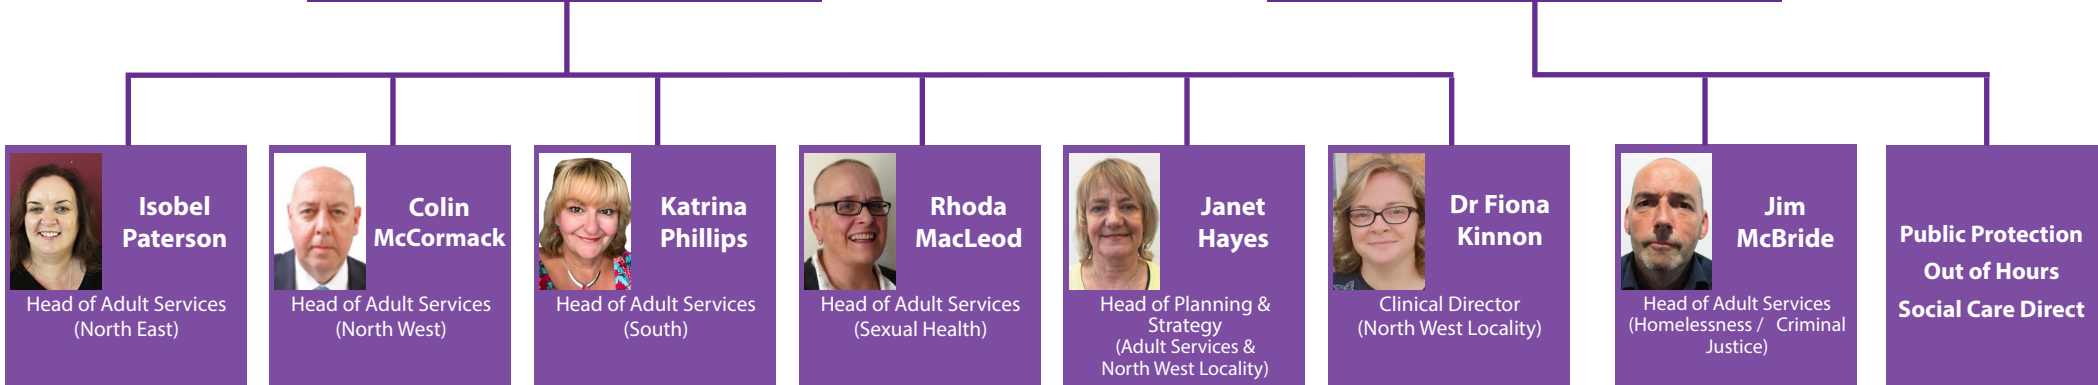 Isobel
Paterson
Head of Adult Services
(North East)
Colin
McCormack
Head of Adult Services
(North West)
Katrina
Phillips
Head of Adult Services
(South)
Rhoda
MacLeod
Head of Adult Services
(Sexual Health)
Janet
Hayes
Head of Planning &
Strategy
(Adult Services &
North West Locality)
Dr Fiona
Kinnon
Clinical Director
(North West Locality)
Jim
McBride
Head of Adult Services
(Homelessness / Criminal
Justice)
Public Protection
Out of Hours
Social Care Direct